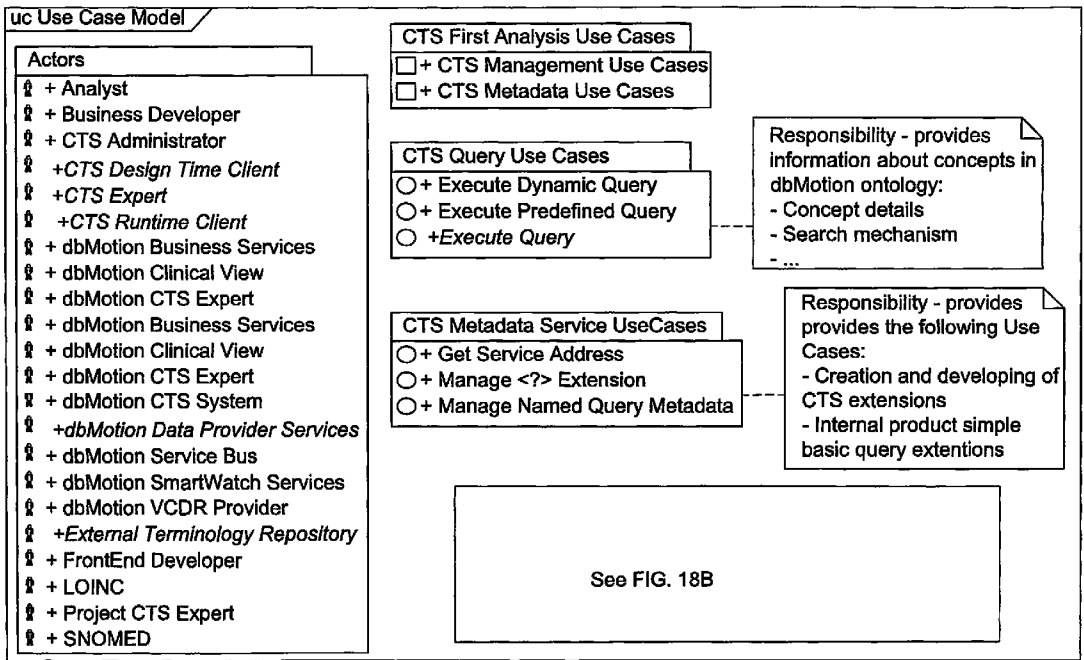 uc Use Case Model
Actors
+ Analyst
+ Business Developer
+ CTS Administrator
+CTS Design Time Client
+CTS Expert
+CTS Runtime Client
+ dbMotion Business Services
+ dbMotion Clinical View
+ dbMotion CTS Expert
+ dbMotion Business Services
+ dbMotion Clinical View
+ dbMotion CTS Expert
+ dbMotion CTS System
+dbMotion Data Provider Services
+ dbMotion Service Bus
+ dbMotion SmartWatch Services
+ dbMotion VCDR Provider
+External Terminology Repository
+ FrontEnd Developer
+ LOINC
+ Project CTS Expert
+ SNOMED
CTS First Analysis Use Cases
+ CTS Management Use Cases
+ CTS Metadata Use Cases
CTS Query Use Cases
+ Execute Dynamic Query
+ Execute Predefined Query
+Execute Query
Responsibility - provides
information about concepts in
dbMotion ontology:
- Concept details
- Search mechanism
- ...
CTS Metadata Service UseCases
+ Get Service Address
+ Manage <?> Extension
+ Manage Named Query Metadata
Responsibility - provides
provides the following Use
Cases:
- Creation and developing of
CTS extensions
- Internal product simple
basic query extentions
See FIG. 18B